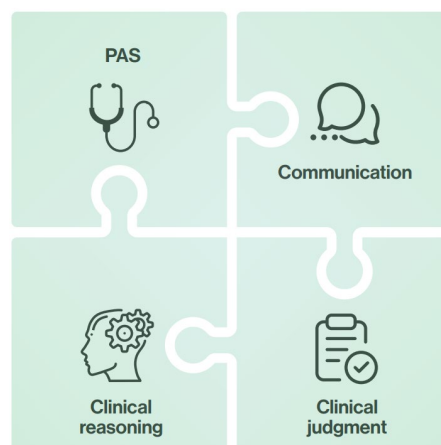 PAS
Communication
Clinical
reasoning
Clinical
judgment